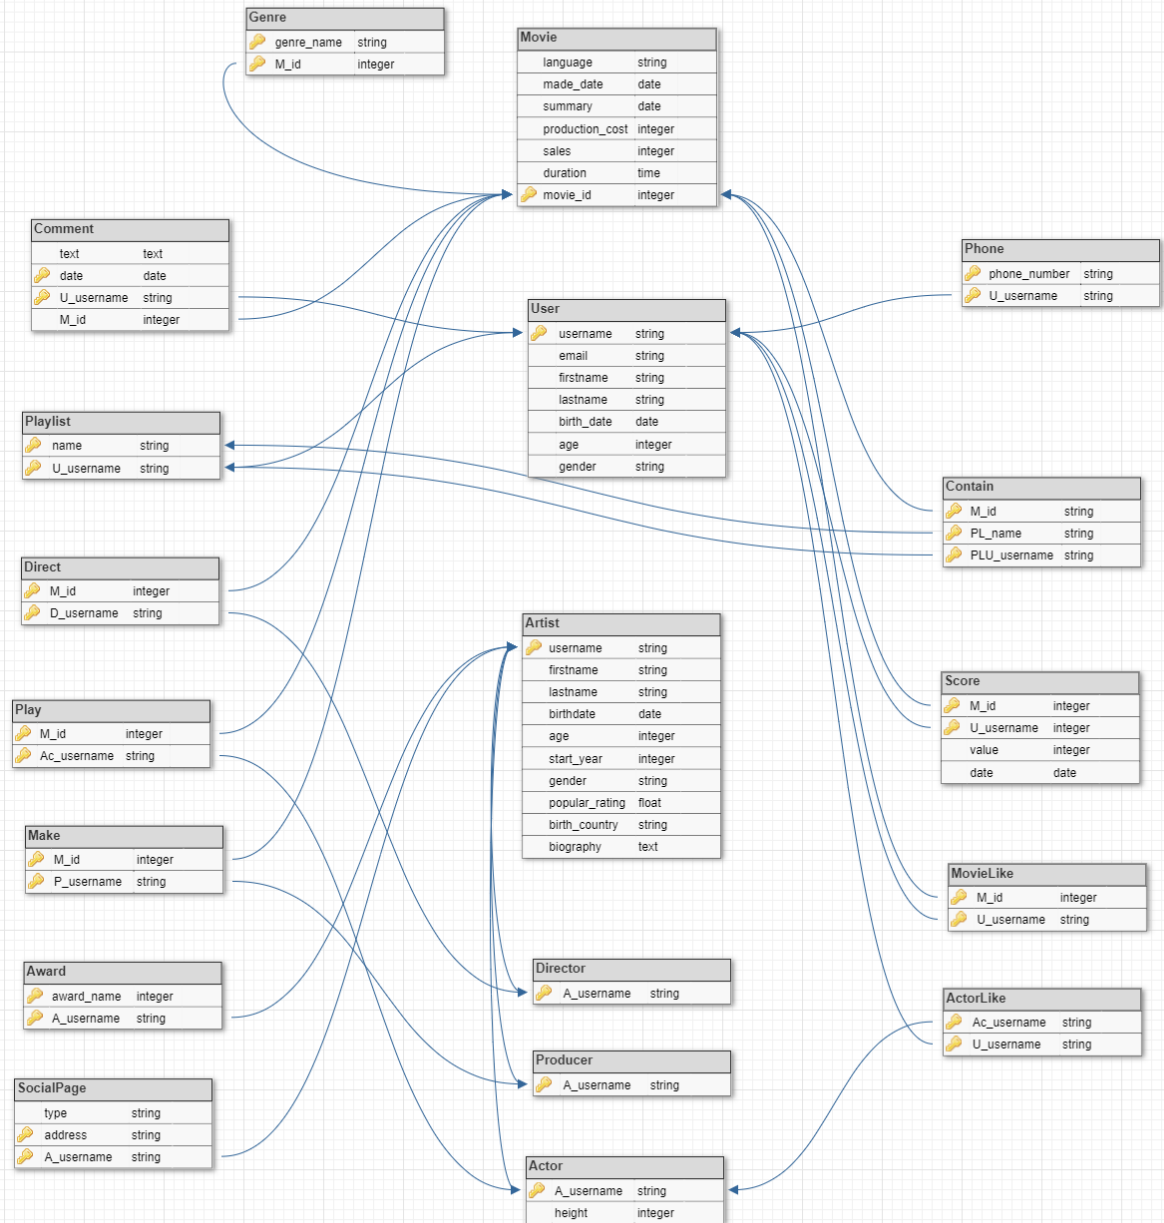 Genre
genre_name string
M_id integer
Movie
language string
made_date date
summary date
production_cost integer
sales integer
duration time
movie_id integer
Comment
text text
date date
U_username string
M_id integer
Phone
phone_number string
U_username string
User
username string
email string
firstname string
lastname string
birth_date date
age integer
gender string
Playlist
name string
U_username string
Contain
M_id string
PL_name string
PLU_username string
Direct
M_id integer
D_username string
Artist
username string
firstname string
lastname string
birthdate date
age integer
start_year integer
gender string
popular_rating float
birth_country string
biography text
Score
M_id integer
U_username integer
value integer
date date
Play
M_id integer
Ac_username string
Make
M_id integer
P_username string
MovieLike
M_id integer
U_username string
Award
award_name integer
A_username string
Director
A_username string
ActorLike
Ac_username string
U_username string
Producer
A_username string
SocialPage
type string
address string
A_username string
Actor
A_username string
height integer